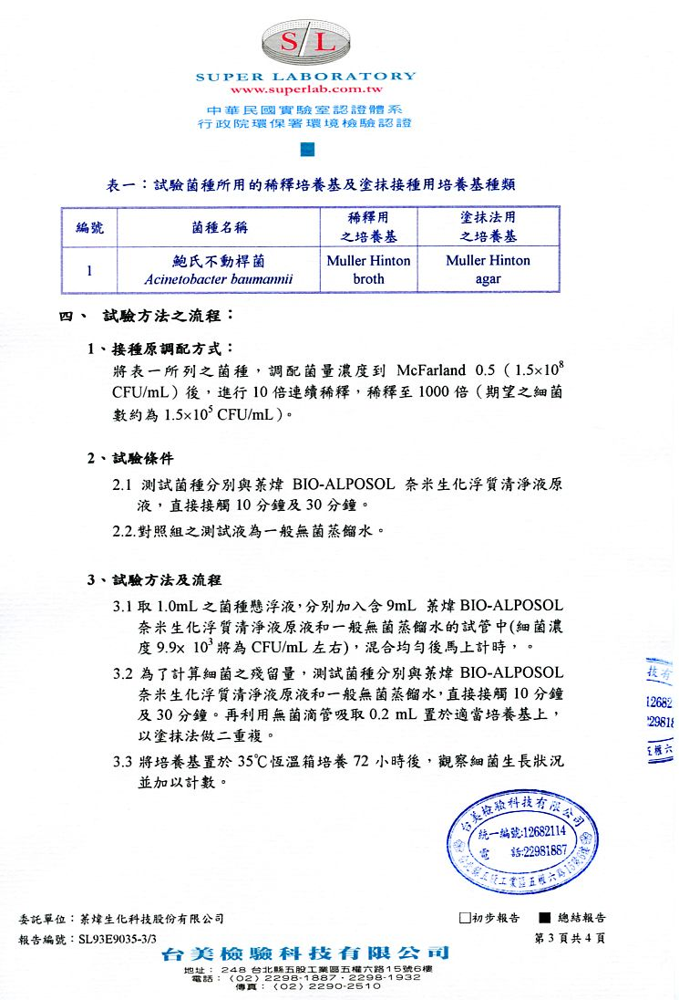 S L
SUPER LABORATORY
www.superlab.com.tw
中華民國實驗室認證體系
行政院環保署環境檢驗認證
表一：試驗菌種所用的稀釋培養基及塗抹接種用培養基種類
編號 菌種名稱 稀釋用之培養基 塗抹法用之培養基
1 鮑氏不動桿菌 Acinetobacter baumannii Muller Hinton broth Muller Hinton agar
四、 試驗方法之流程：
1、接種原調配方式：
將表一所列之菌種，調配菌量濃度到 McFarland 0.5（1.5×10⁸
CFU/mL）後，進行 10 倍連續稀釋，稀釋至 1000 倍（期望之細菌
數約為 1.5×10⁵ CFU/mL）。
2、試驗條件
2.1 測試菌種分別與萊煒 BIO-ALPOSOL 奈米生化浮質清淨液原
液，直接接觸 10 分鐘及 30 分鐘。
2.2.對照組之測試液為一般無菌蒸餾水。
3、試驗方法及流程
3.1 取 1.0mL 之菌種懸浮液，分別加入含 9mL 萊煒 BIO-ALPOSOL
奈米生化浮質清淨液原液和一般無菌蒸餾水的試管中(細菌濃
度 9.9x 10³ 將為 CFU/mL 左右)，混合均勻後馬上計時，。
3.2 為了計算細菌之殘留量，測試菌種分別與萊煒 BIO-ALPOSOL
奈米生化浮質清淨液原液和一般無菌蒸餾水，直接接觸 10 分鐘
及 30 分鐘。再利用無菌滴管吸取 0.2 mL 置於適當培養基上，
以塗抹法做二重複。
3.3 將培養基置於 35℃恆溫箱培養 72 小時後，觀察細菌生長狀況
並加以計數。
技有
12682
29818
五權六
台美檢驗科技有限公司
統一編號:12682114
電 話:22981887
委託單位：萊煒生化科技股份有限公司
□初步報告 ■ 總結報告
報告編號：SL93E9035-3/3
第 3 頁共 4 頁
台美檢驗科技有限公司
地址： 248 台北縣五股工業區五權六路15號6樓
電話：（02）2298-1887．2298-1932
傳真：（02）2290-2510